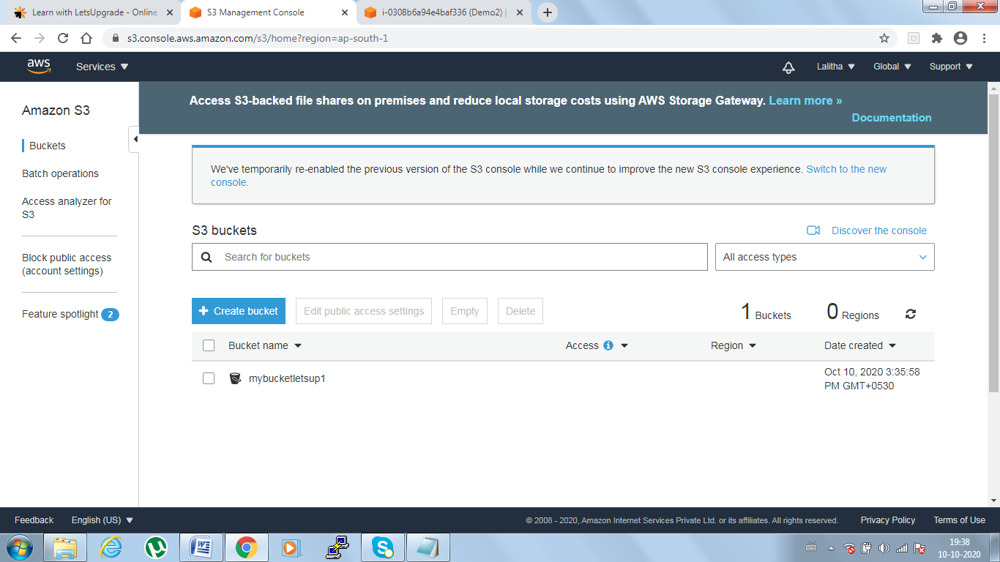 Learn with LetsUpgrade - Online
S3 Management Console
i-0308b6a94e4baf336 (Demo2) |
s3.console.aws.amazon.com/s3/home?region=ap-south-1
aws
Services
Lalitha
Global
Support
Amazon S3
Buckets
Batch operations
Access analyzer for
S3
Block public access
(account settings)
Feature spotlight 2
Access S3-backed file shares on premises and reduce local storage costs using AWS Storage Gateway. Learn more »
Documentation
We've temporarily re-enabled the previous version of the S3 console while we continue to improve the new S3 console experience. Switch to the new
console.
S3 buckets
Discover the console
Search for buckets
All access types
+ Create bucket
Edit public access settings
Empty
Delete
1 Buckets
0 Regions
Bucket name
Access
Region
Date created
mybucketletsup1
Oct 10, 2020 3:35:58
PM GMT+0530
Feedback
English (US)
© 2008 - 2020, Amazon Internet Services Private Ltd. or its affiliates. All rights reserved.
Privacy Policy
Terms of Use
19:38
10-10-2020